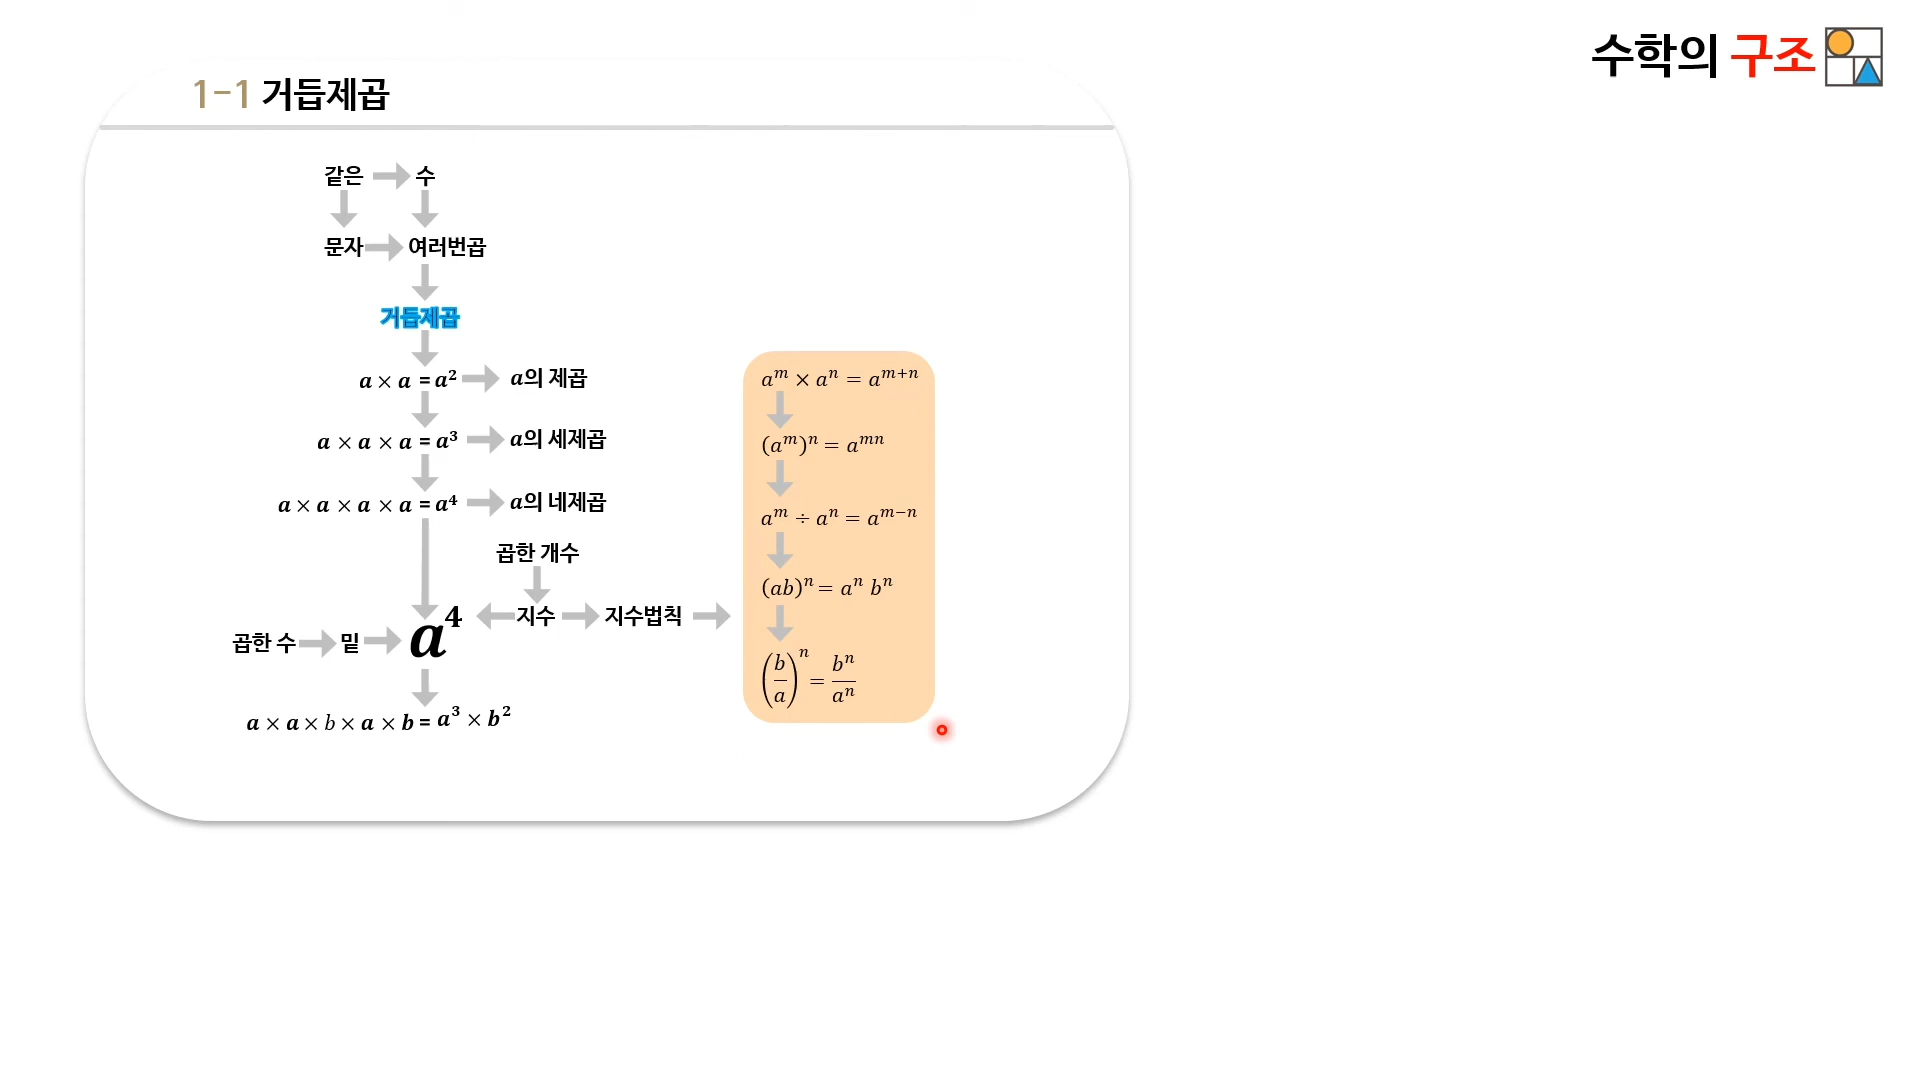 수학의 구조
1-1 거듭제곱
같은 수
문자 여러번곱
거듭제곱
a × a = a² a의 제곱
a × a × a = a³ a의 세제곱
a × a × a × a = a⁴ a의 네제곱
곱한 개수
지수 지수법칙
곱한 수 밑 a⁴
a × a × b × a × b = a³ × b²
aᵐ × aⁿ = aᵐ⁺ⁿ
(aᵐ)ⁿ = aᵐⁿ
aᵐ ÷ aⁿ = aᵐ⁻ⁿ
(ab)ⁿ = aⁿ bⁿ
(b/a)ⁿ = bⁿ/aⁿ